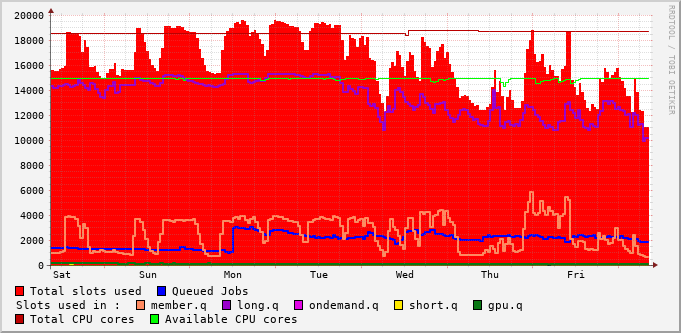 20000
18000
16000
14000
12000
10000
8000
6000
4000
2000
0
Sat Sun Mon Tue Wed Thu Fri
Total slots used Queued Jobs
Slots used in : member.q long.q ondemand.q short.q gpu.q
Total CPU cores Available CPU cores
RRDTOOL / TOBI OETIKER